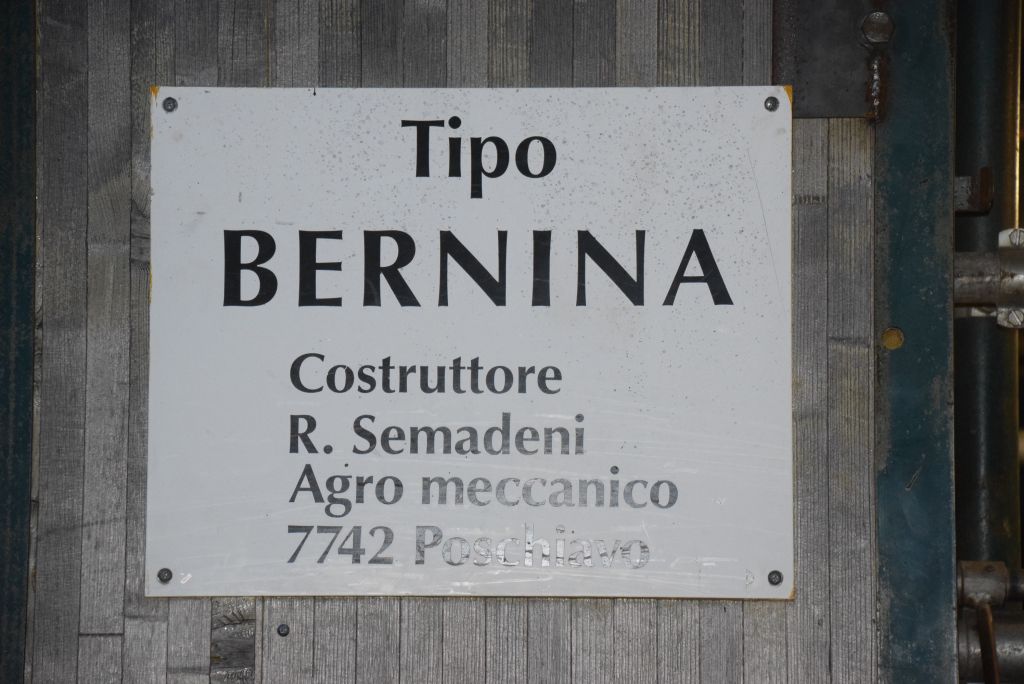 Tipo
BERNINA
Costruttore
R. Semadeni
Agro meccanico
7742 Poschiavo